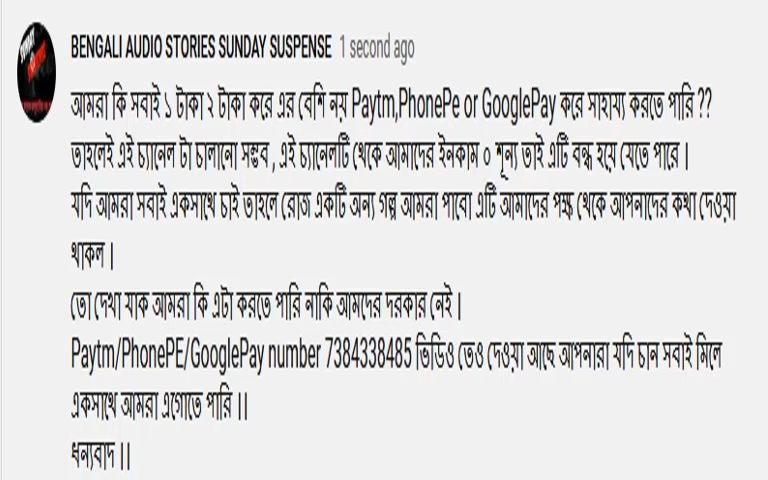 BENGALI AUDIO STORIES SUNDAY SUSPENSE 1 second ago
আমরা কি সবাই ১ টাকা ২ টাকা করে এর বেশি নয় Paytm,PhonePe or GooglePay করে সাহায্য করতে পারি ??
তাহলেই এই চ্যানেল টা চালানো সম্ভব , এই চ্যানেলটি থেকে আমাদের ইনকাম ০ শূন্য তাই এটি বন্ধ হয়ে যেতে পারে |
যদি আমরা সবাই একসাথে চাই তাহলে রোজ একটি অন্য গল্প আমরা পাবো এটি আমাদের পক্ষ থেকে আপনাদের কথা দেওয়া
থাকল |
তো দেখা যাক আমরা কি এটা করতে পারি নাকি আমদের দরকার নেই |
Paytm/PhonePE/GooglePay number 7384338485 ভিডিও তেও দেওয়া আছে আপনারা যদি চান সবাই মিলে
একসাথে আমরা এগোতে পারি ||
ধন্যবাদ ||